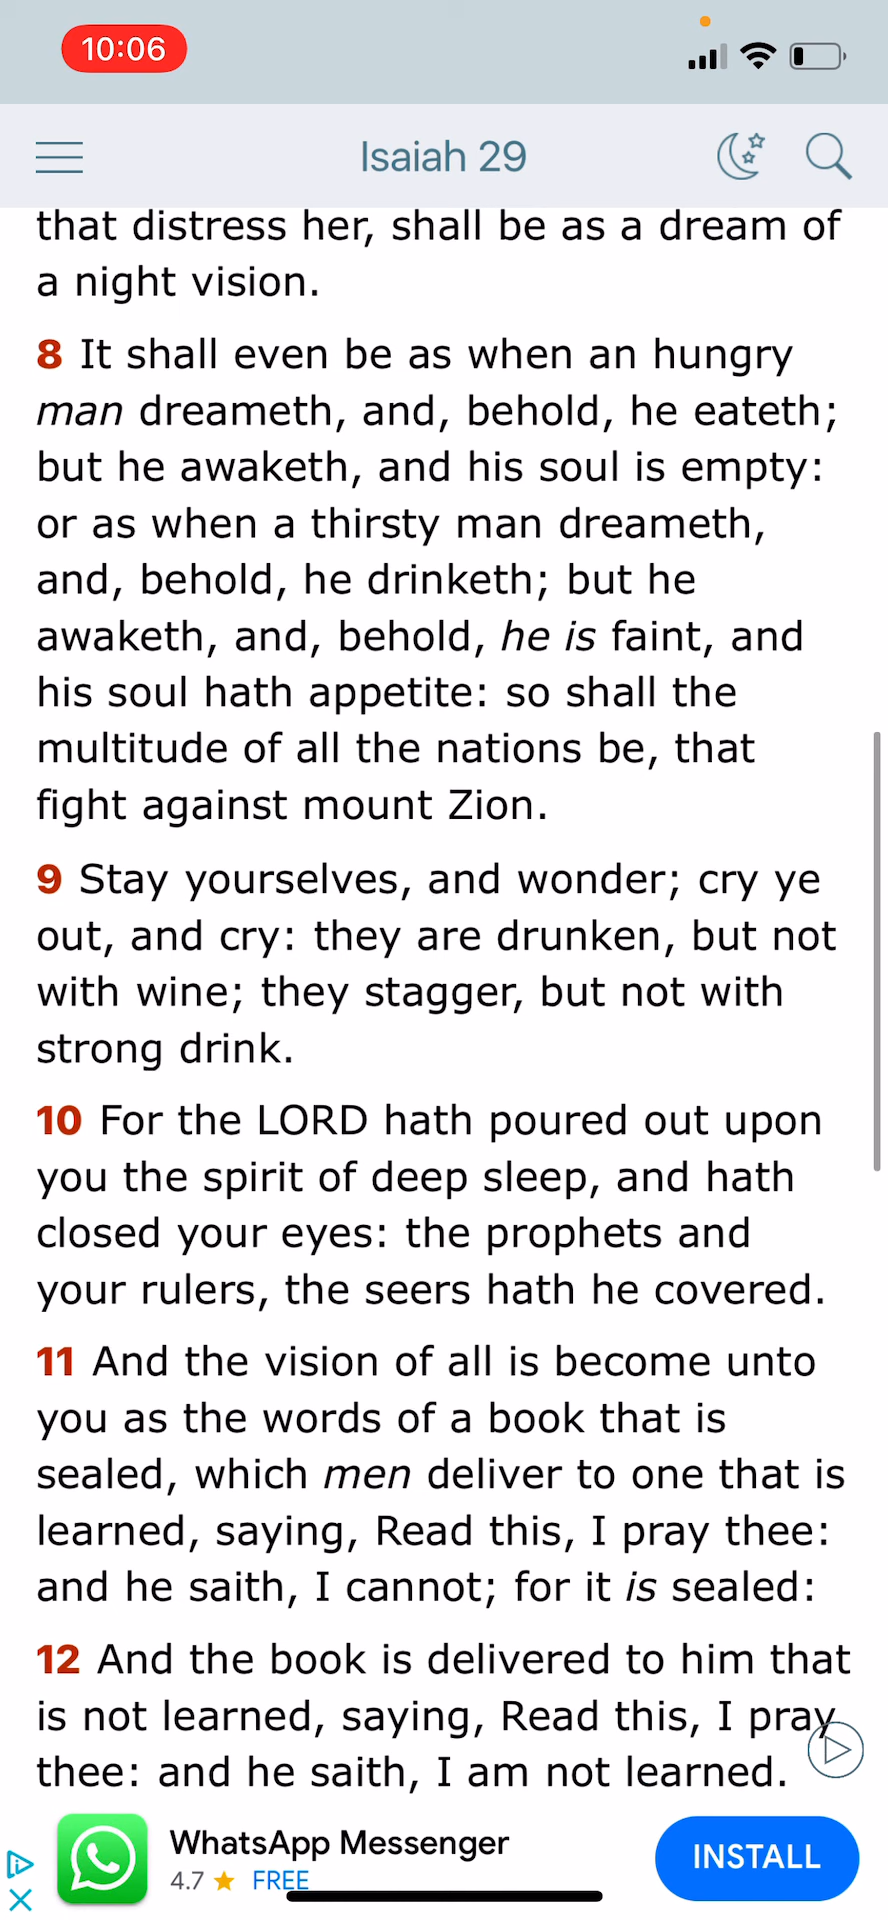 10:06
Isaiah 29
that distress her, shall be as a dream of
a night vision.
8 It shall even be as when an hungry
man dreameth, and, behold, he eateth;
but he awaketh, and his soul is empty:
or as when a thirsty man dreameth,
and, behold, he drinketh; but he
awaketh, and, behold, he is faint, and
his soul hath appetite: so shall the
multitude of all the nations be, that
fight against mount Zion.
9 Stay yourselves, and wonder; cry ye
out, and cry: they are drunken, but not
with wine; they stagger, but not with
strong drink.
10 For the LORD hath poured out upon
you the spirit of deep sleep, and hath
closed your eyes: the prophets and
your rulers, the seers hath he covered.
11 And the vision of all is become unto
you as the words of a book that is
sealed, which men deliver to one that is
learned, saying, Read this, I pray thee:
and he saith, I cannot; for it is sealed:
12 And the book is delivered to him that
is not learned, saying, Read this, I pray
thee: and he saith, I am not learned.
WhatsApp Messenger
4.7 ★ FREE
INSTALL